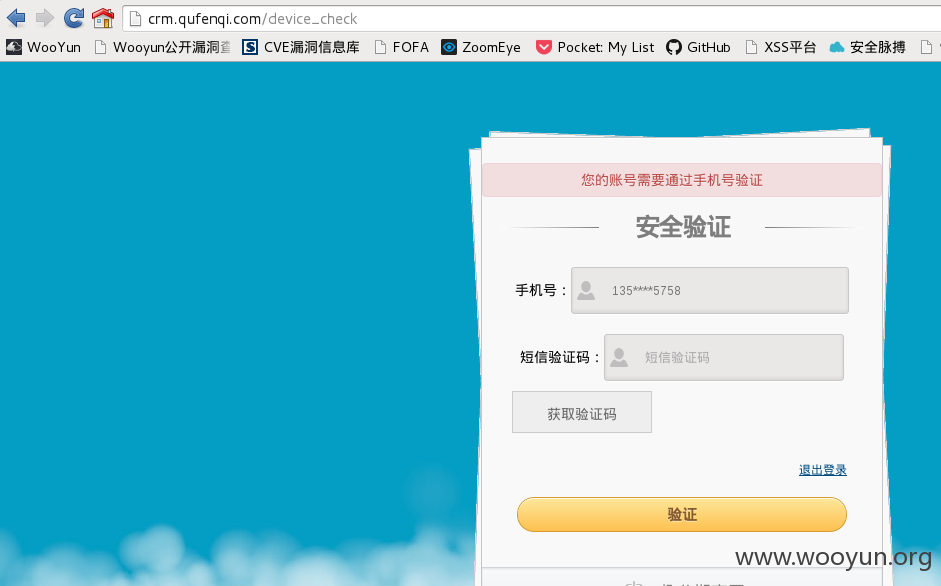 crm.qufenqi.com/device_check
WooYun Wooyun公开漏洞查 CVE漏洞信息库 FOFA ZoomEye Pocket: My List GitHub XSS平台 安全脉搏
您的账号需要通过手机号验证
安全验证
手机号： 135****5758
短信验证码： 短信验证码
获取验证码
退出登录
验证
www.wooyun.org